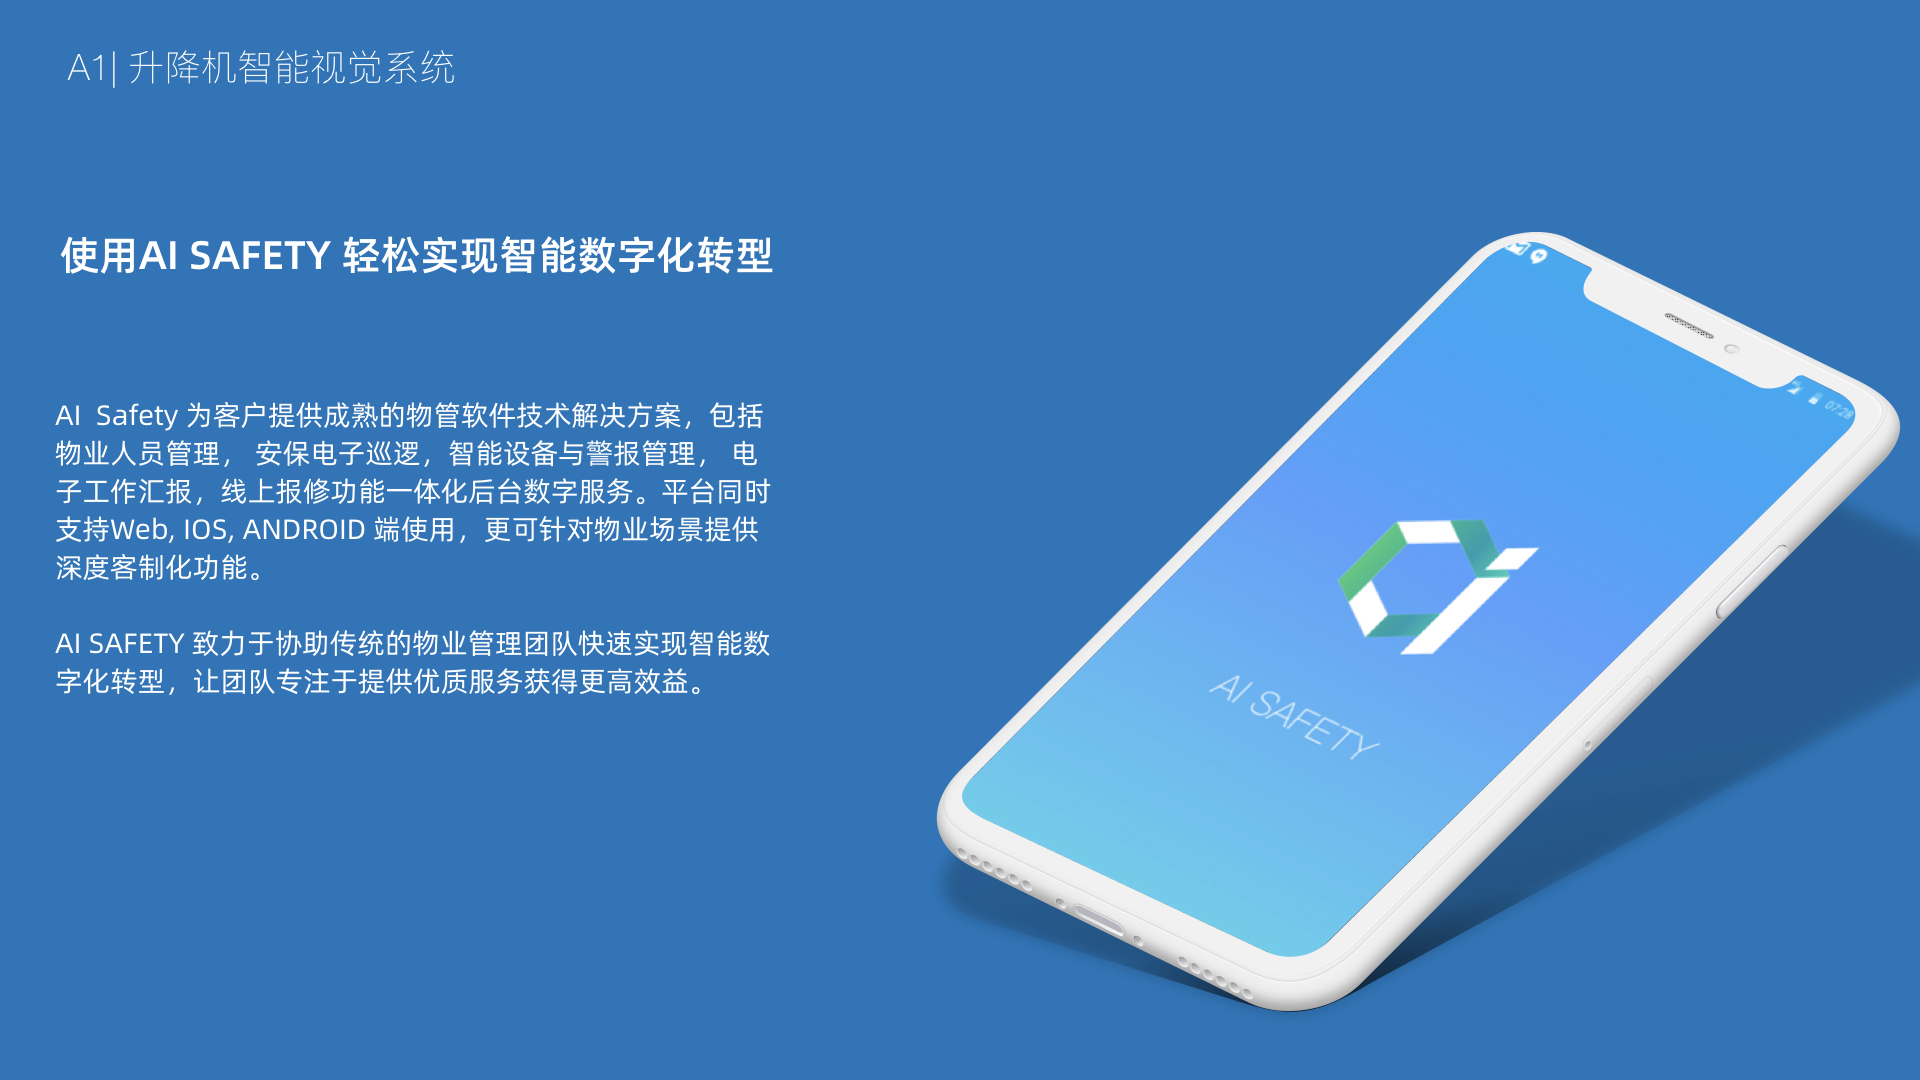 A1| 升降机智能视觉系统
使用AI SAFETY 轻松实现智能数字化转型
AI  Safety 为客户提供成熟的物管软件技术解决方案，包括
物业人员管理， 安保电子巡逻，智能设备与警报管理， 电
子工作汇报，线上报修功能一体化后台数字服务。平台同时
支持Web, IOS, ANDROID 端使用，更可针对物业场景提供
深度客制化功能。
AI SAFETY 致力于协助传统的物业管理团队快速实现智能数
字化转型，让团队专注于提供优质服务获得更高效益。
07:28
AI SAFETY